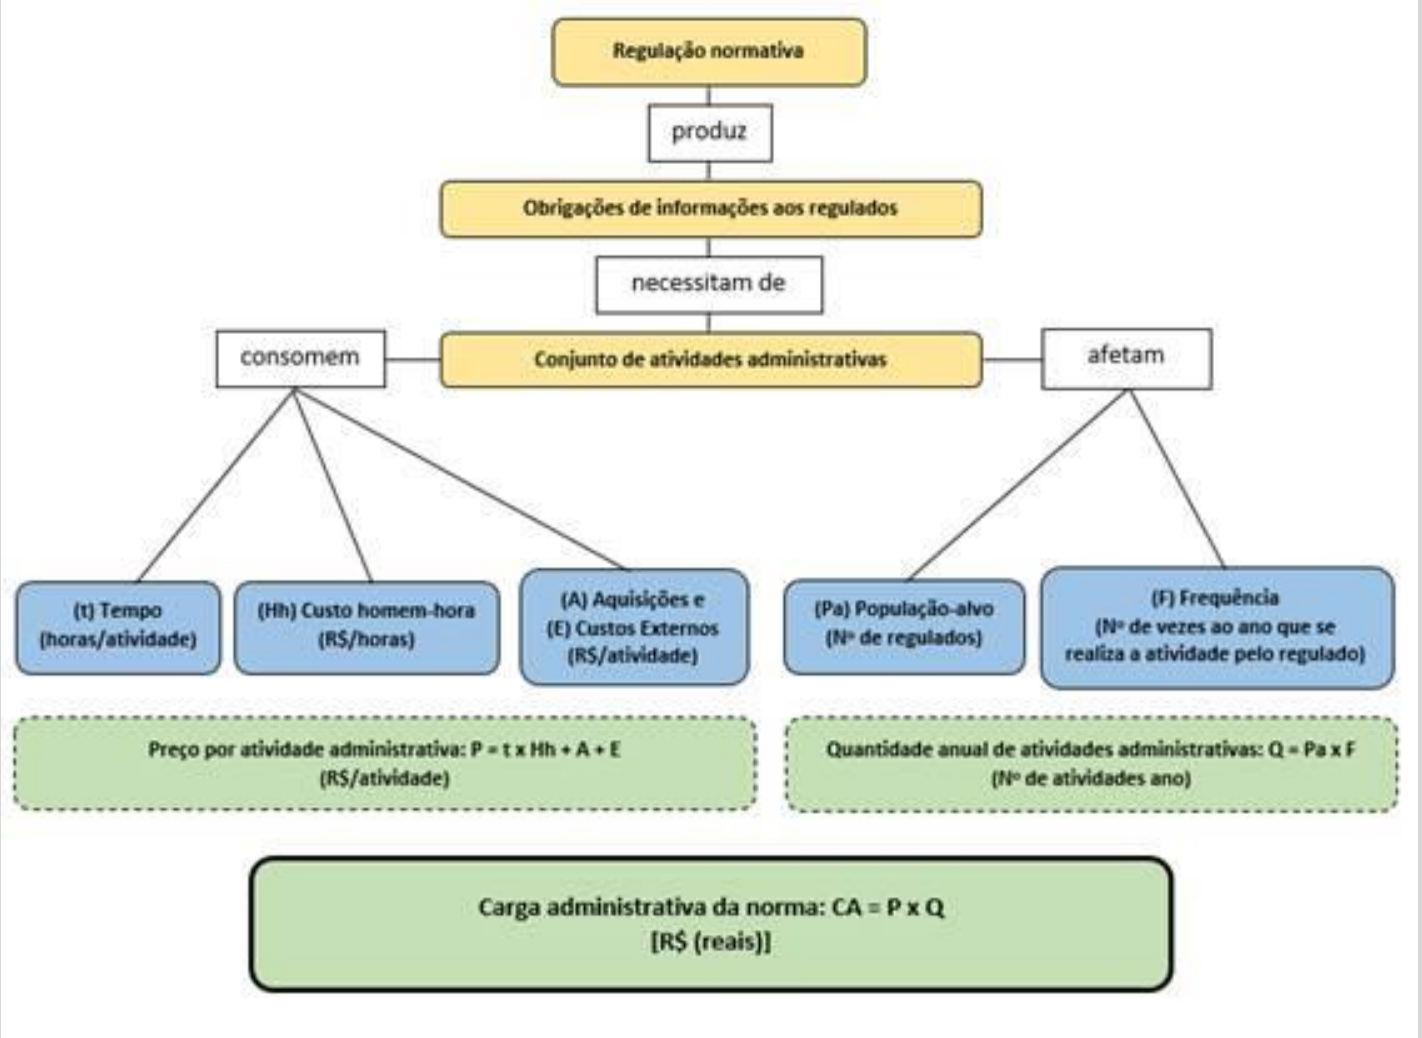 Regulação normativa
produz
Obrigações de informações aos regulados
necessitam de
consomem
Conjunto de atividades administrativas
afetam
(t) Tempo
(horas/atividade)
(Hh) Custo homem-hora
(R$/horas)
(A) Aquisições e
(E) Custos Externos
(R$/atividade)
(Pa) População-alvo
(Nº de regulados)
(F) Frequência
(Nº de vezes ao ano que se
realiza a atividade pelo regulado)
Preço por atividade administrativa: P = t x Hh + A + E
(R$/atividade)
Quantidade anual de atividades administrativas: Q = Pa x F
(Nº de atividades ano)
Carga administrativa da norma: CA = P x Q
[R$ (reais)]